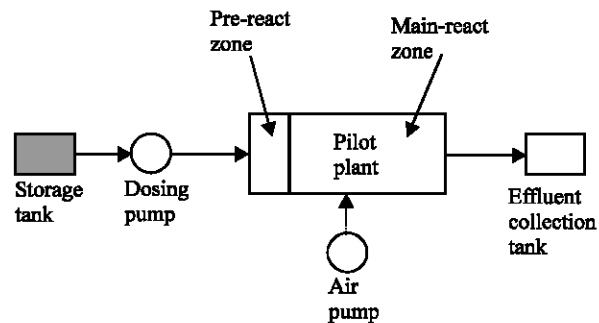 Pre-react
zone
Main-react
zone
Pilot
plant
Storage
tank
Dosing
pump
Effluent
collection
tank
Air
pump